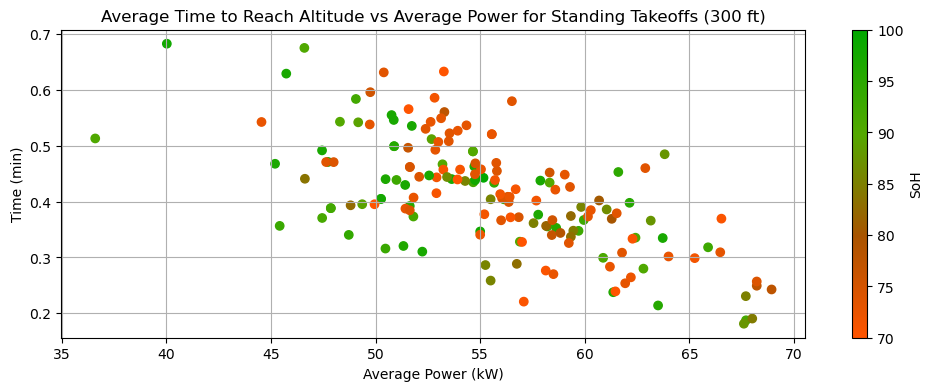 Average Time to Reach Altitude vs Average Power for Standing Takeoffs (300 ft)
0.7
0.6
0.5
0.4
0.3
0.2
Time (min)
35 40 45 50 55 60 65 70
Average Power (kW)
100
95
90
85
80
75
70
SoH